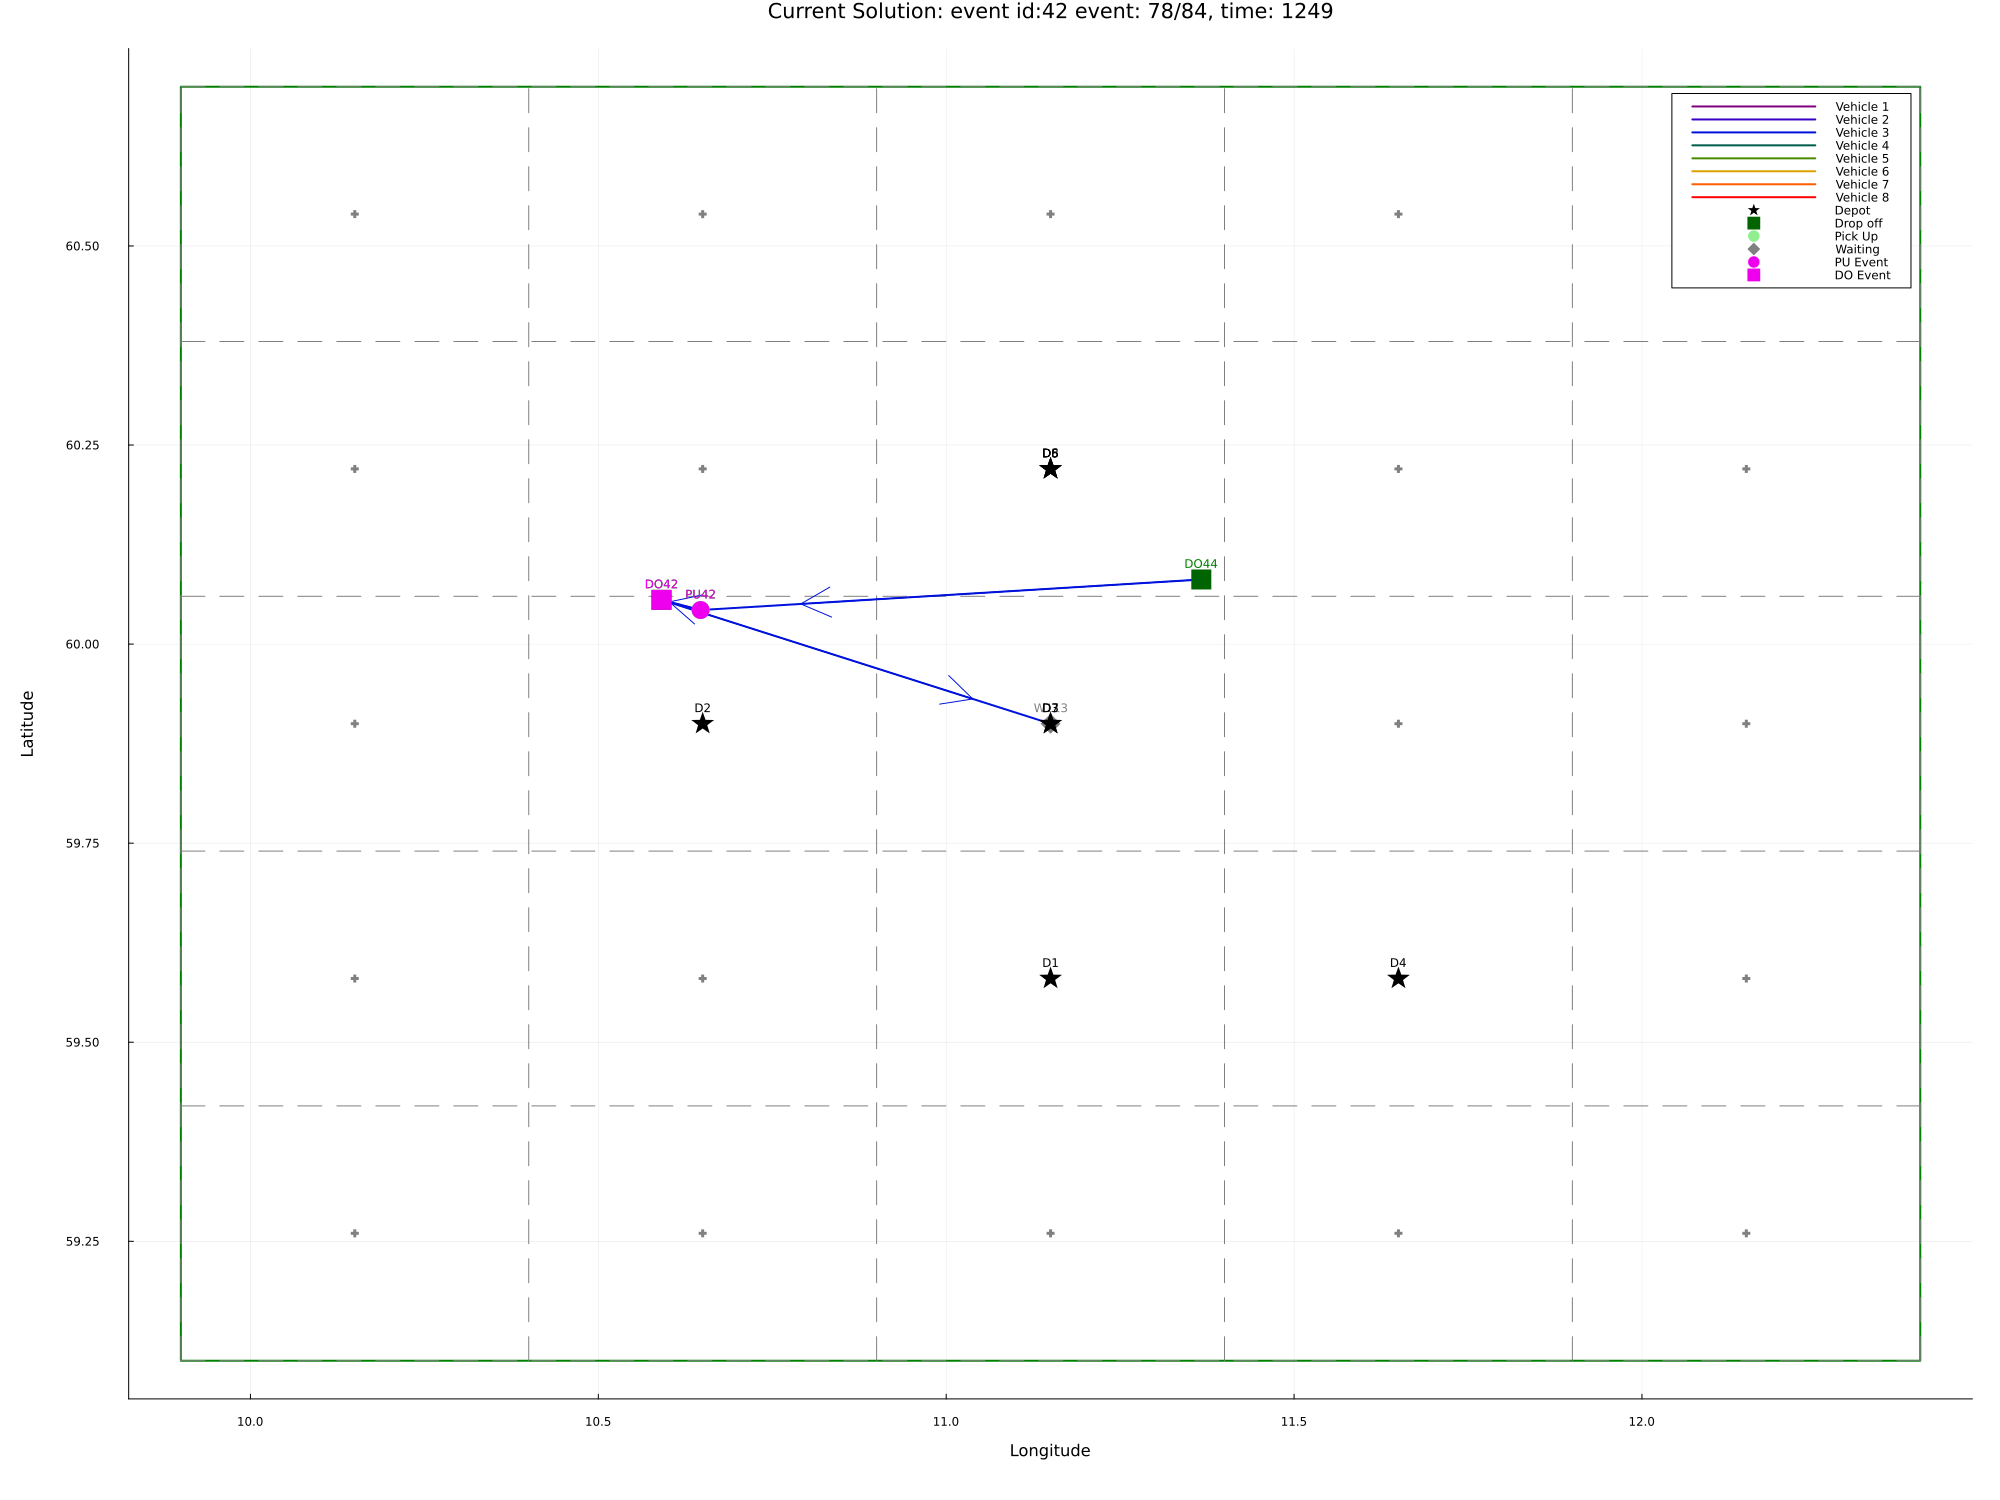 Current Solution: event id:42 event: 78/84, time: 1249
Vehicle 1
Vehicle 2
Vehicle 3
Vehicle 4
Vehicle 5
Vehicle 6
Vehicle 7
Vehicle 8
Depot
Drop off
Pick Up
Waiting
PU Event
DO Event
60.50
60.25
60.00
59.75
59.50
59.25
DO44
DO42
PU42
D2
D1
D4
10.0
10.5
11.0
11.5
12.0
Longitude
Latitude